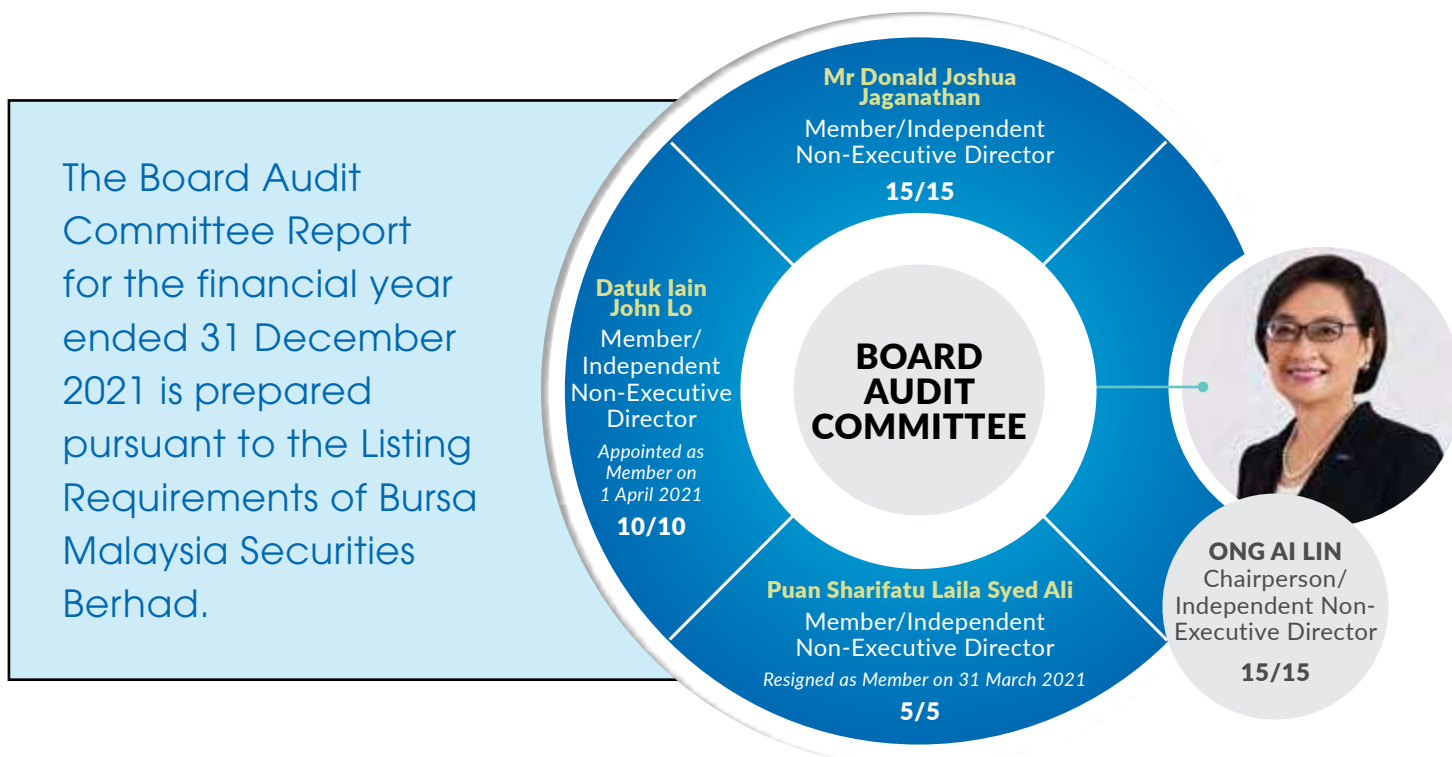 The Board Audit
Committee Report
for the financial year
ended 31 December
2021 is prepared
pursuant to the Listing
Requirements of Bursa
Malaysia Securities
Berhad.
Mr Donald Joshua
Jaganathan
Member/Independent
Non-Executive Director
15/15
Datuk Iain
John Lo
Member/
Independent
Non-Executive
Director
Appointed as
Member on
1 April 2021
10/10
BOARD
AUDIT
COMMITTEE
Puan Sharifatu Laila Syed Ali
Member/Independent
Non-Executive Director
Resigned as Member on 31 March 2021
5/5
ONG AI LIN
Chairperson/
Independent Non-
Executive Director
15/15